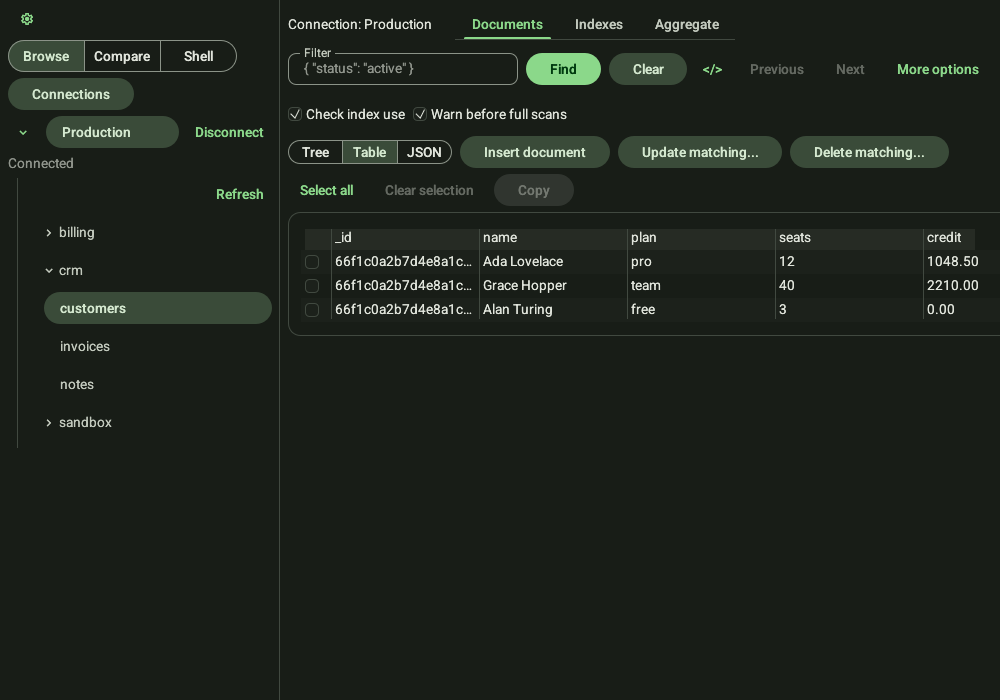 Browse Compare Shell
Connections
Production Disconnect
Connected
Refresh
billing
crm
customers
invoices
notes
sandbox
Connection: Production Documents Indexes Aggregate
Filter
{ "status": "active" }
Find Clear </> Previous Next More options
Check index use Warn before full scans
Tree Table JSON Insert document Update matching... Delete matching...
Select all Clear selection Copy
_id name plan seats credit
66f1c0a2b7d4e8a1c... Ada Lovelace pro 12 1048.50
66f1c0a2b7d4e8a1c... Grace Hopper team 40 2210.00
66f1c0a2b7d4e8a1c... Alan Turing free 3 0.00